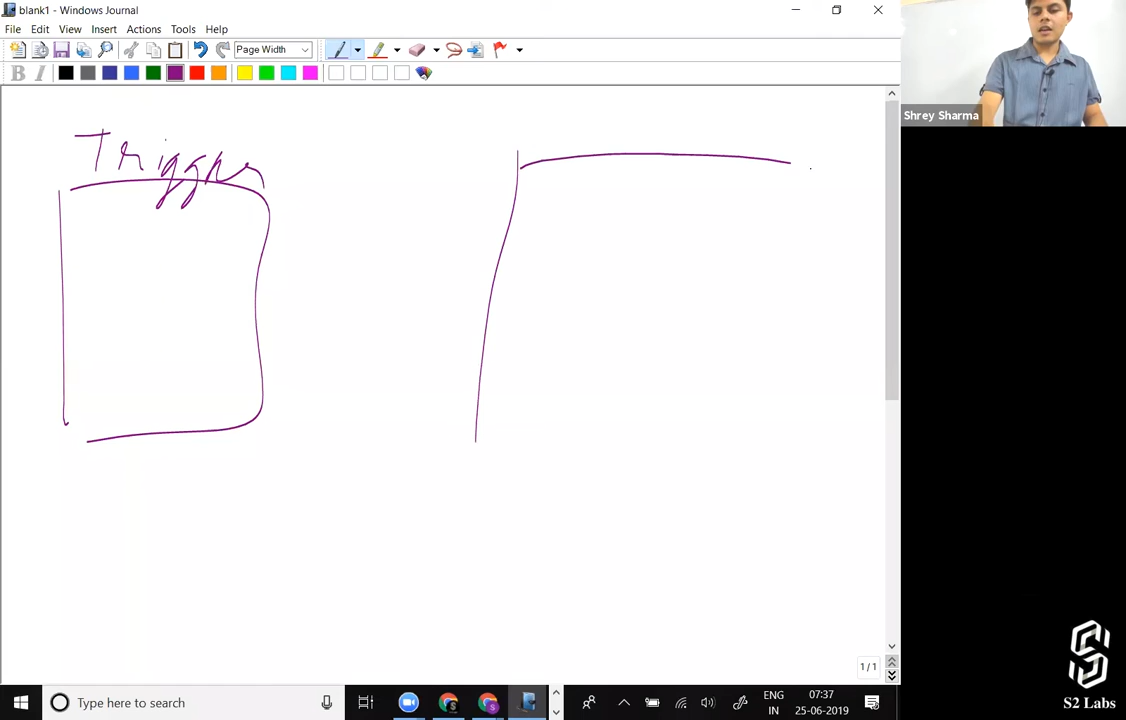 blank1 - Windows Journal
File Edit View Insert Actions Tools Help
Page Width
B I
Shrey Sharma
Trigger
1/1
Type here to search
ENG
IN
07:37
25-06-2019
S2 Labs